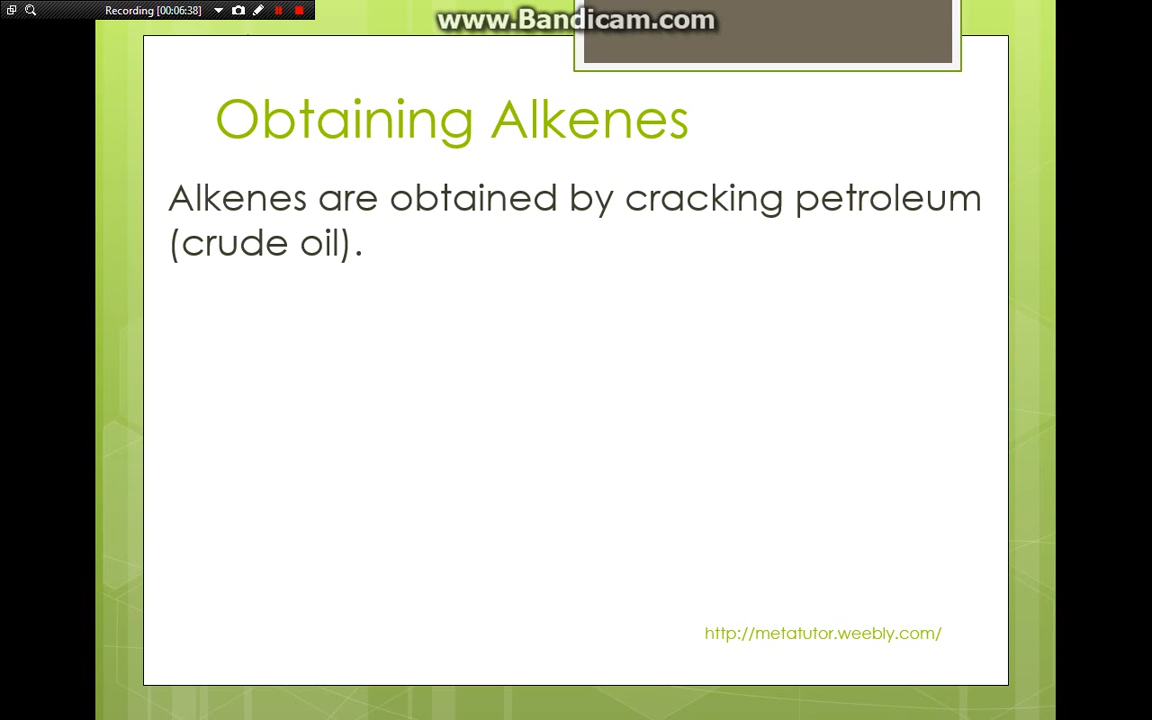 Recording [00:06:38]
www.Bandicam.com
Obtaining Alkenes
Alkenes are obtained by cracking petroleum
(crude oil).
http://metatutor.weebly.com/